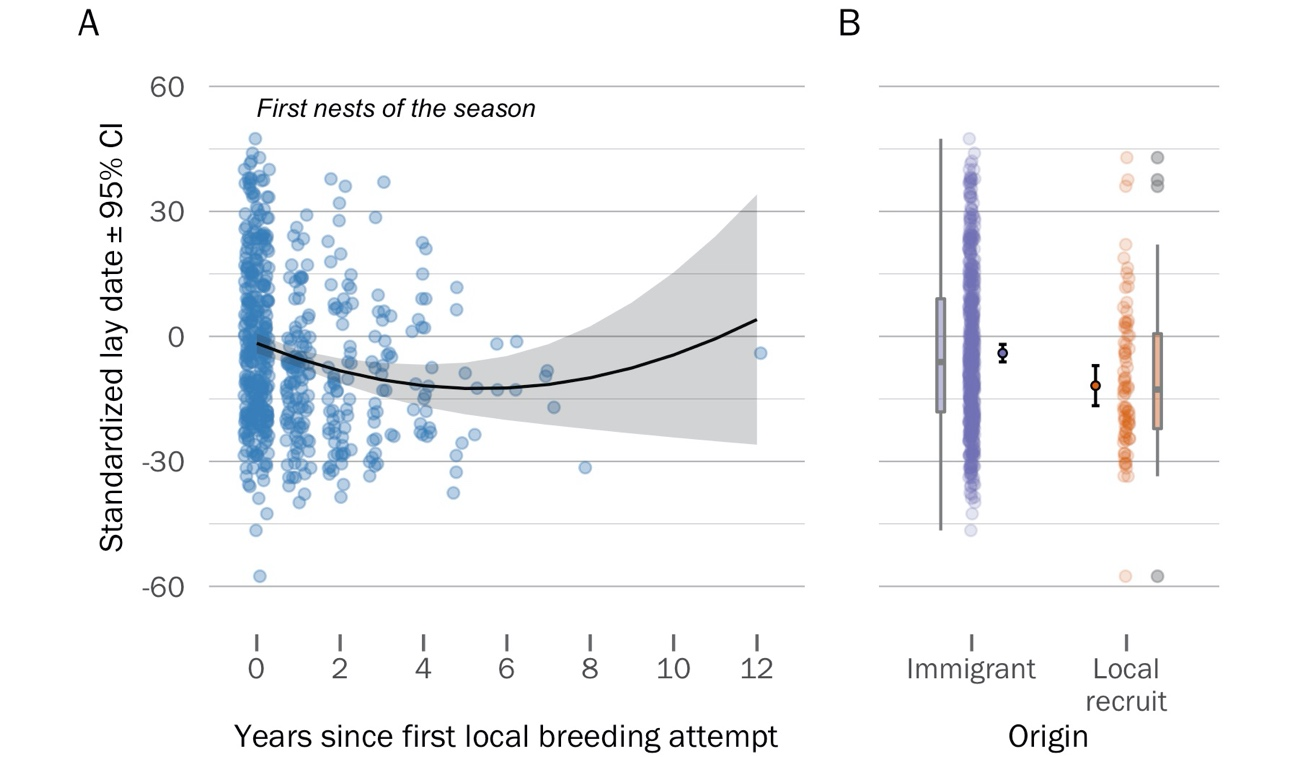 A
B
60
30
0
-30
-60
Standardized lay date ± 95% CI
First nests of the season
0 2 4 6 8 10 12
Years since first local breeding attempt
Immigrant
Local
recruit
Origin